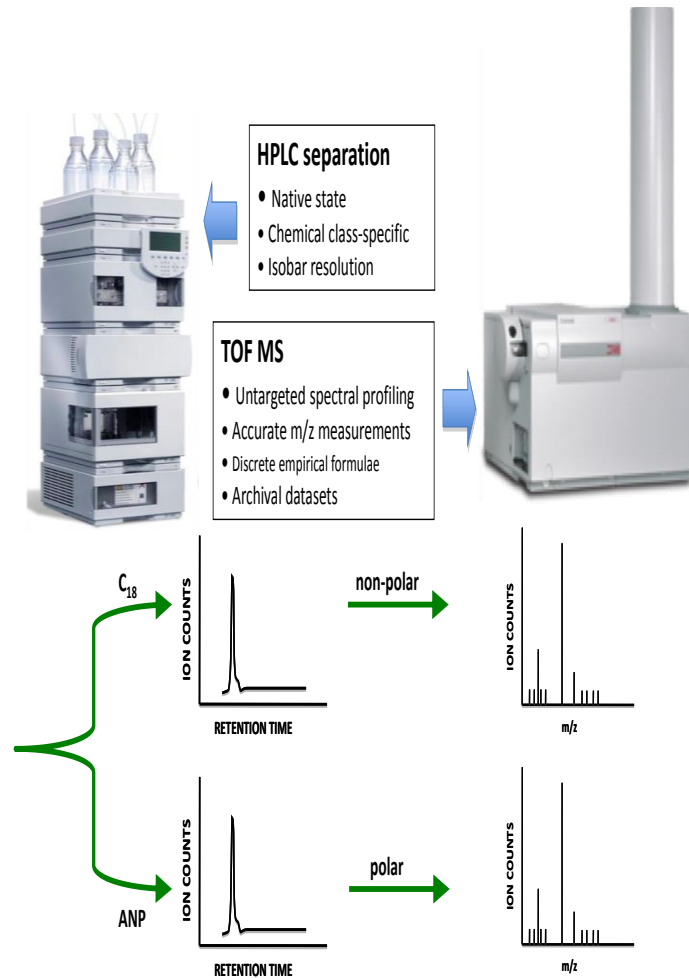 HPLC separation
• Native state
• Chemical class-specific
• Isobar resolution
TOF MS
• Untargeted spectral profiling
• Accurate m/z measurements
• Discrete empirical formulae
• Archival datasets
C18
ION COUNTS
RETENTION TIME
non-polar
ION COUNTS
m/z
ANP
ION COUNTS
RETENTION TIME
polar
ION COUNTS
m/z